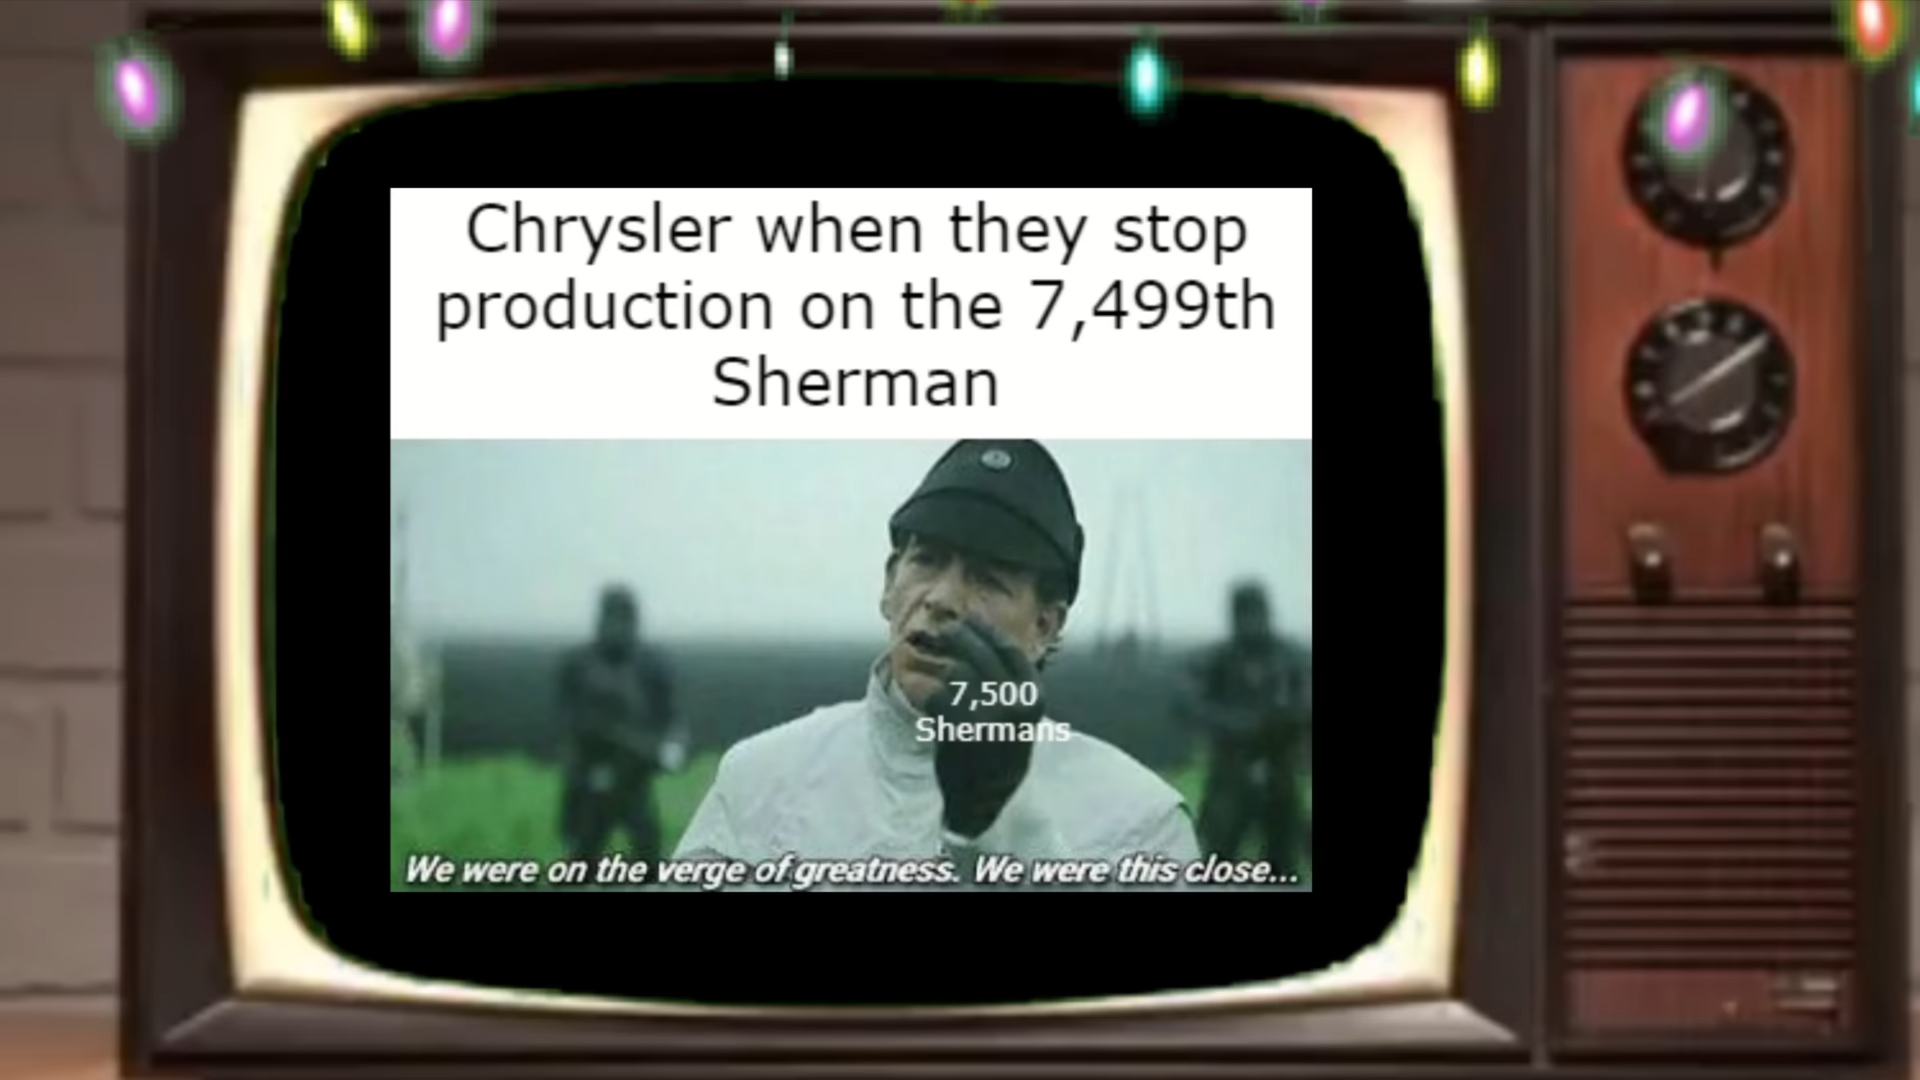 Chrysler when they stop
production on the 7,499th
Sherman
7,500
Shermans
We were on the verge of greatness. We were this close...